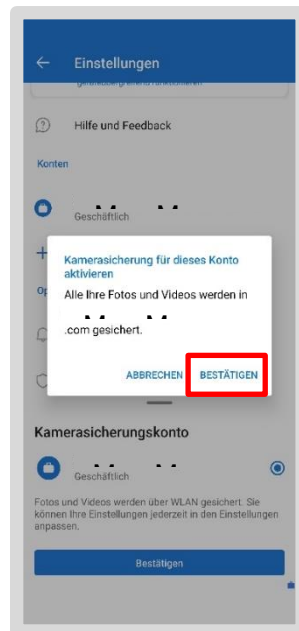 Einstellungen
Hilfe und Feedback
Konten
Geschäftlich
Kamerasicherung für dieses Konto
aktivieren
Alle Ihre Fotos und Videos werden in
.com gesichert.
ABBRECHEN BESTÄTIGEN
Kamerasicherungskonto
Geschäftlich
Fotos und Videos werden über WLAN gesichert. Sie
können Ihre Einstellungen jederzeit in den Einstellungen
anpassen.
Bestätigen